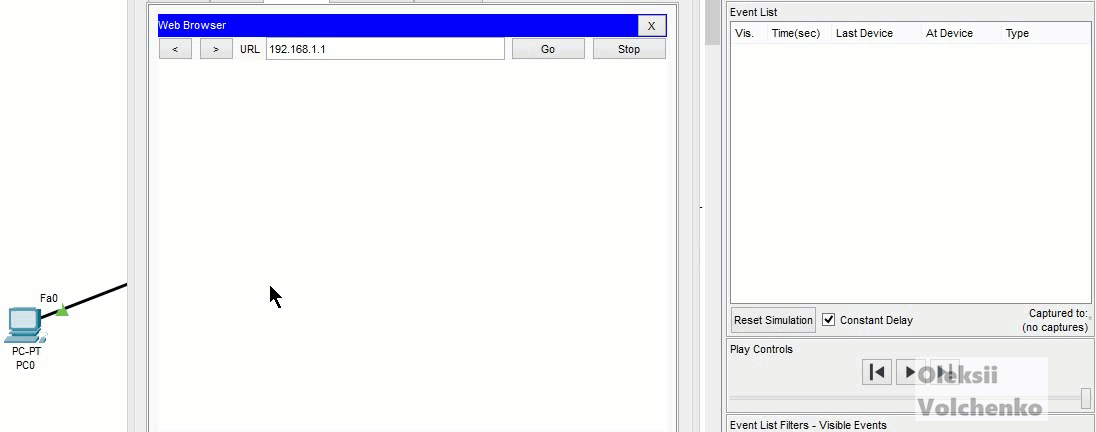 Web Browser
X
<
>
URL
192.168.1.1
Go
Stop
Fa0
PC-PT
PC0
Event List
Vis.
Time(sec)
Last Device
At Device
Type
Reset Simulation
Constant Delay
Captured to:
(no captures)
Play Controls
Oleksii
Volchenko
Event List Filters - Visible Events